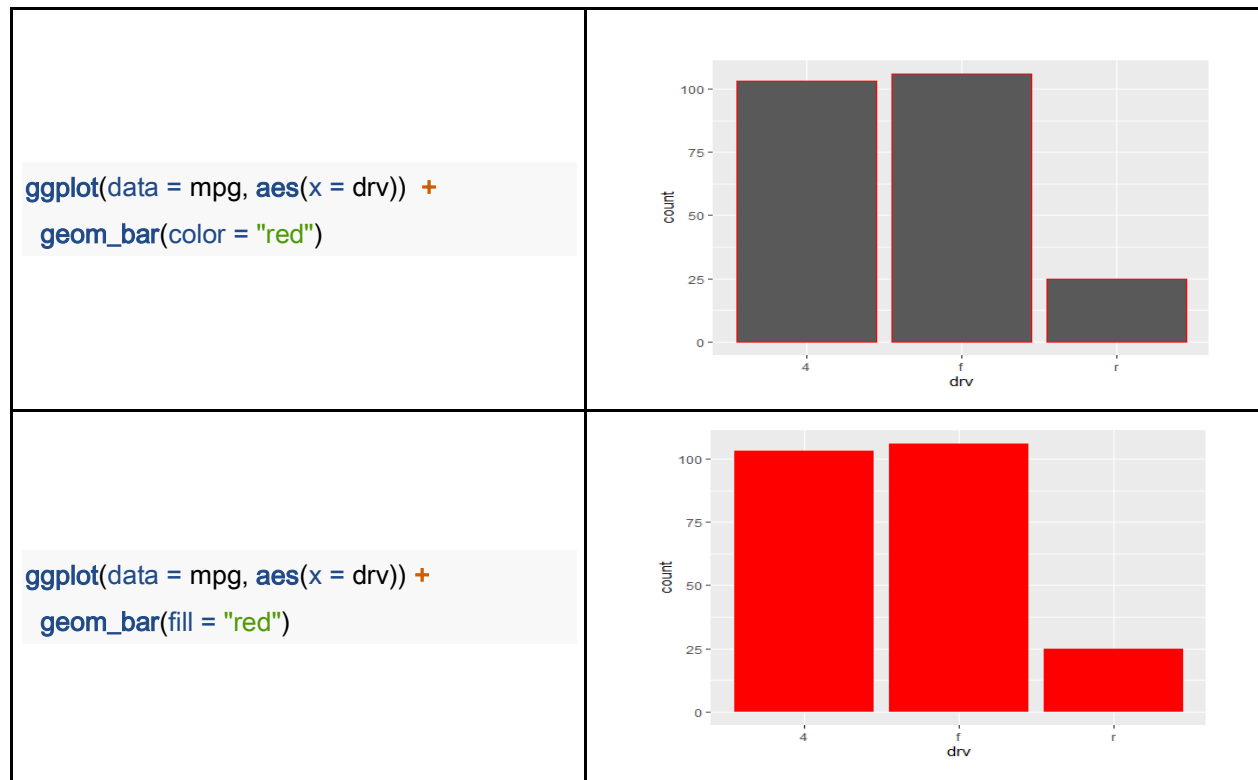 ggplot(data = mpg, aes(x = drv)) +
geom_bar(color = "red")
100
75
50
25
0
count
4 f r
drv
ggplot(data = mpg, aes(x = drv)) +
geom_bar(fill = "red")
100
75
50
25
0
count
4 f r
drv